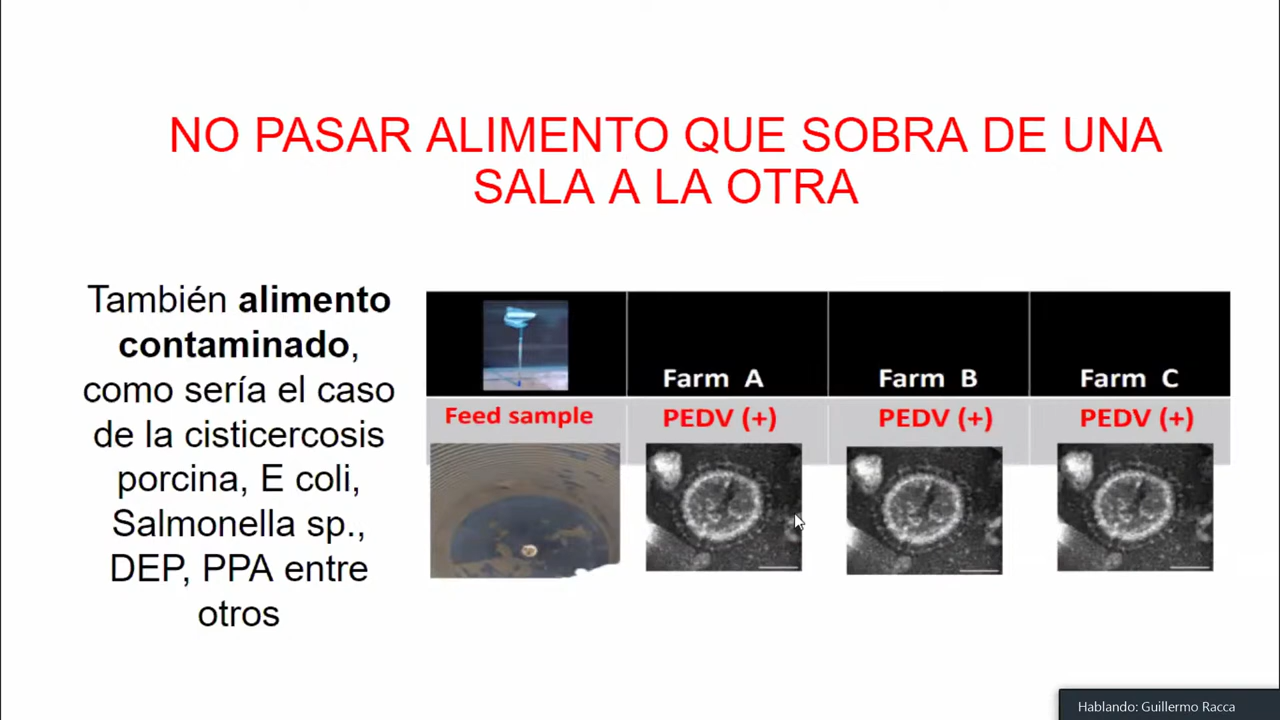 NO PASAR ALIMENTO QUE SOBRA DE UNA
SALA A LA OTRA
También alimento
contaminado,
como sería el caso
de la cisticercosis
porcina, E coli,
Salmonella sp.,
DEP, PPA entre
otros
Farm A
Farm B
Farm C
Feed sample
PEDV (+)
PEDV (+)
PEDV (+)
Hablando: Guillermo Racca